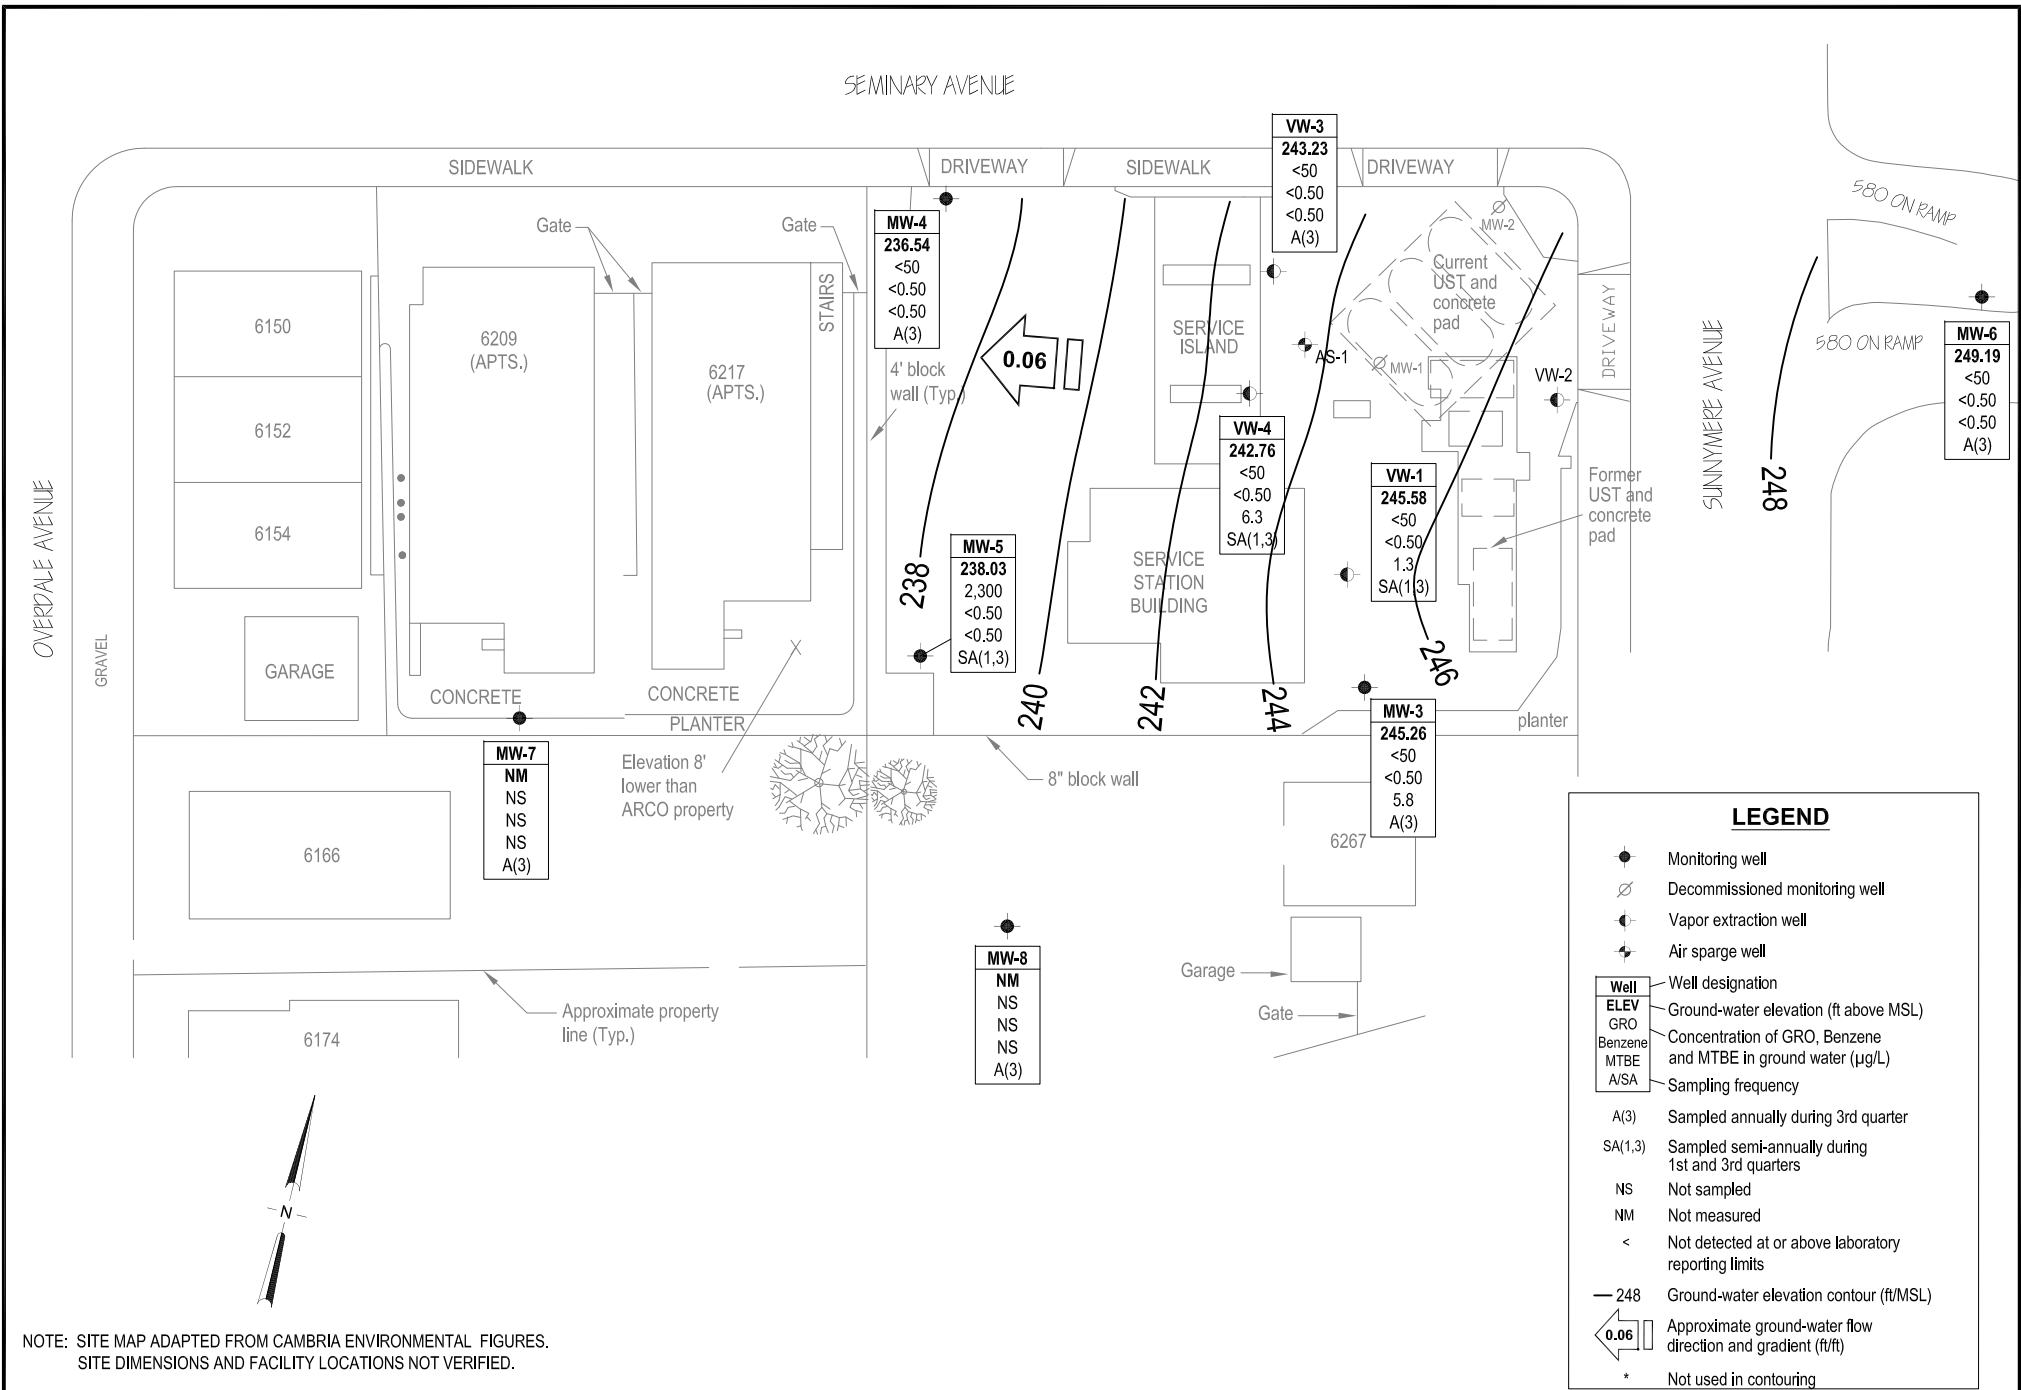 SEMINARY AVENUE
SIDEWALK
DRIVEWAY
SIDEWALK
DRIVEWAY
580 ON RAMP
580 ON RAMP
OVERDALE AVENUE
SUNNYMERE AVENUE
GRAVEL
Gate
Gate
STAIRS
6150
6152
6154
GARAGE
6209
(APTS.)
6217
(APTS.)
4' block
wall (Typ.)
CONCRETE
CONCRETE
PLANTER
Elevation 8'
lower than
ARCO property
8" block wall
6166
6174
Approximate property
line (Typ.)
MW-4
236.54
<50
<0.50
<0.50
A(3)
0.06
SERVICE
ISLAND
VW-3
243.23
<50
<0.50
<0.50
A(3)
AS-1
MW-1
MW-2
Current
UST and
concrete
pad
DRIVEWAY
VW-2
MW-6
249.19
<50
<0.50
<0.50
A(3)
VW-4
242.76
<50
<0.50
6.3
SA(1,3)
VW-1
245.58
<50
<0.50
1.3
SA(1,3)
Former
UST and
concrete
pad
MW-5
238.03
2,300
<0.50
<0.50
SA(1,3)
SERVICE
STATION
BUILDING
238
240
242
244
246
248
planter
MW-3
245.26
<50
<0.50
5.8
A(3)
6267
MW-7
NM
NS
NS
NS
A(3)
MW-8
NM
NS
NS
NS
A(3)
Garage
Gate
N
LEGEND
Monitoring well
Decommissioned monitoring well
Vapor extraction well
Air sparge well
Well
ELEV
GRO
Benzene
MTBE
A/SA
Well designation
Ground-water elevation (ft above MSL)
Concentration of GRO, Benzene
and MTBE in ground water (µg/L)
Sampling frequency
A(3) Sampled annually during 3rd quarter
SA(1,3) Sampled semi-annually during
1st and 3rd quarters
NS Not sampled
NM Not measured
< Not detected at or above laboratory
reporting limits
248 Ground-water elevation contour (ft/MSL)
0.06 Approximate ground-water flow
direction and gradient (ft/ft)
* Not used in contouring
NOTE: SITE MAP ADAPTED FROM CAMBRIA ENVIRONMENTAL FIGURES.
SITE DIMENSIONS AND FACILITY LOCATIONS NOT VERIFIED.